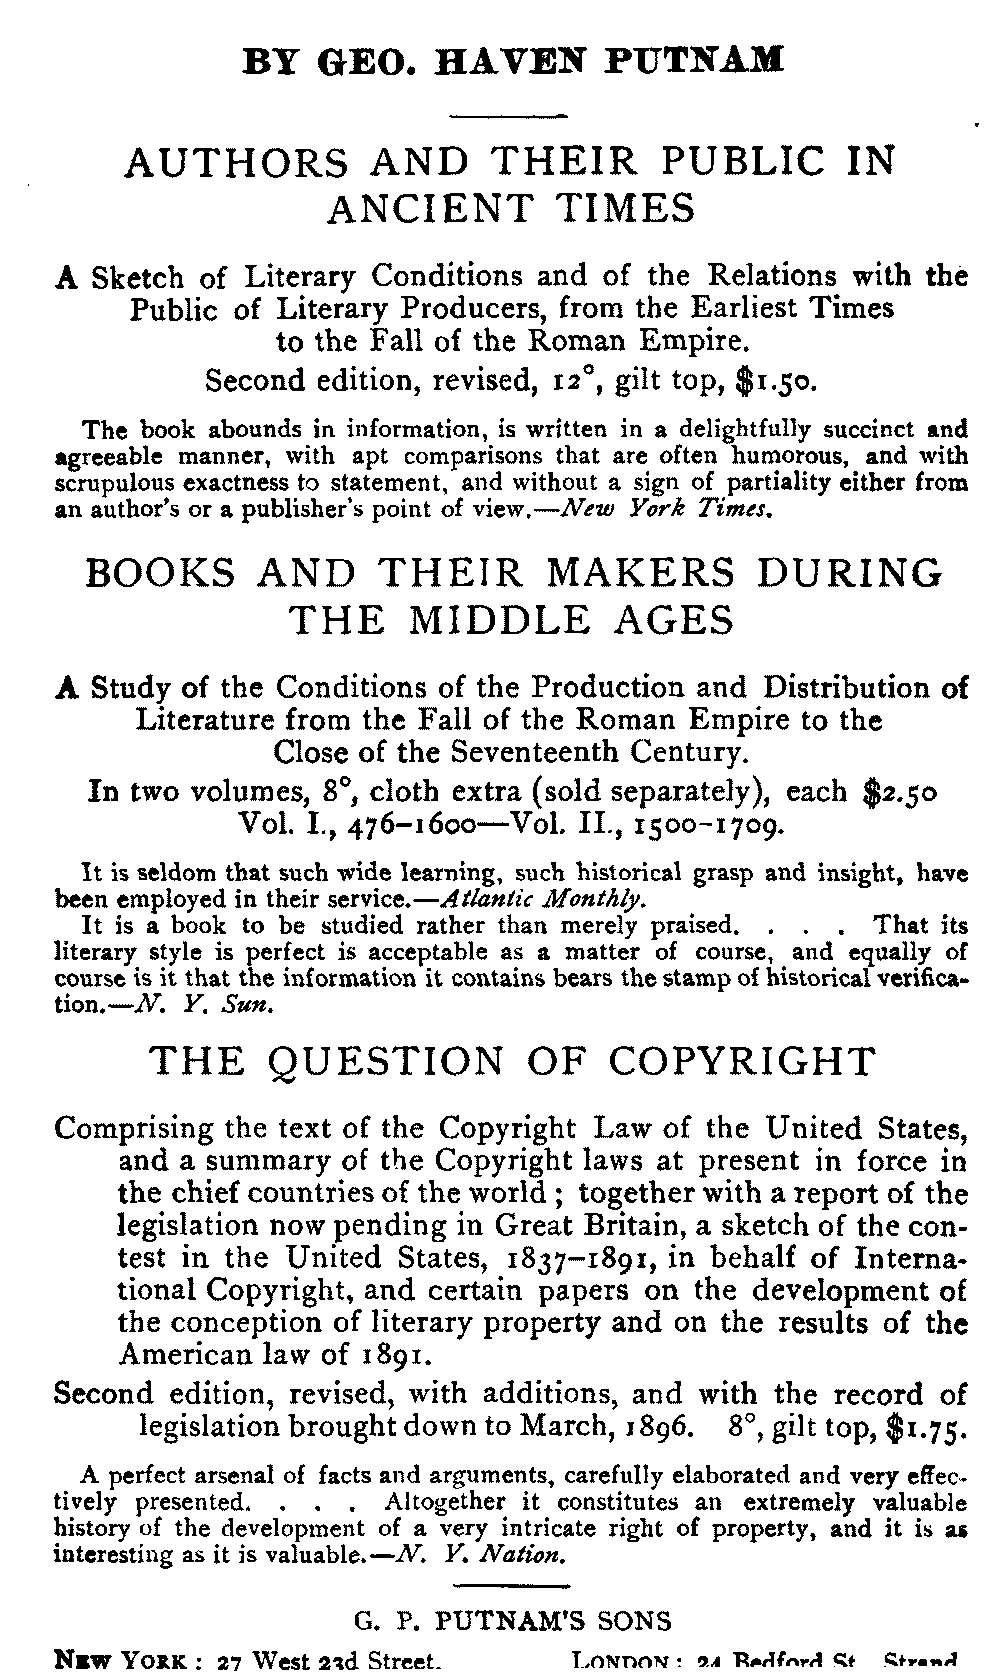 BY GEO. HAVEN PUTNAM
AUTHORS AND THEIR PUBLIC IN
ANCIENT TIMES
A Sketch of Literary Conditions and of the Relations with the
Public of Literary Producers, from the Earliest Times
to the Fall of the Roman Empire.
Second edition, revised, 12°, gilt top, $1.50.
The book abounds in information, is written in a delightfully succinct and
agreeable manner, with apt comparisons that are often humorous, and with
scrupulous exactness to statement, and without a sign of partiality either from
an author's or a publisher's point of view.—New York Times.
BOOKS AND THEIR MAKERS DURING
THE MIDDLE AGES
A Study of the Conditions of the Production and Distribution of
Literature from the Fall of the Roman Empire to the
Close of the Seventeenth Century.
In two volumes, 8°, cloth extra (sold separately), each $2.50
Vol. I., 476-1600—Vol. II., 1500-1709.
It is seldom that such wide learning, such historical grasp and insight, have
been employed in their service.—Atlantic Monthly.
It is a book to be studied rather than merely praised. . . . That its
literary style is perfect is acceptable as a matter of course, and equally of
course is it that the information it contains bears the stamp of historical verifica-
tion.—N. Y. Sun.
THE QUESTION OF COPYRIGHT
Comprising the text of the Copyright Law of the United States,
and a summary of the Copyright laws at present in force in
the chief countries of the world ; together with a report of the
legislation now pending in Great Britain, a sketch of the con-
test in the United States, 1837-1891, in behalf of Interna-
tional Copyright, and certain papers on the development of
the conception of literary property and on the results of the
American law of 1891.
Second edition, revised, with additions, and with the record of
legislation brought down to March, 1896. 8°, gilt top, $1.75.
A perfect arsenal of facts and arguments, carefully elaborated and very effec-
tively presented. . . . Altogether it constitutes an extremely valuable
history of the development of a very intricate right of property, and it is as
interesting as it is valuable.—N. Y. Nation.
G. P. PUTNAM'S SONS
NEW YORK : 27 West 23d Street. LONDON : 24 Bedford St. Strand